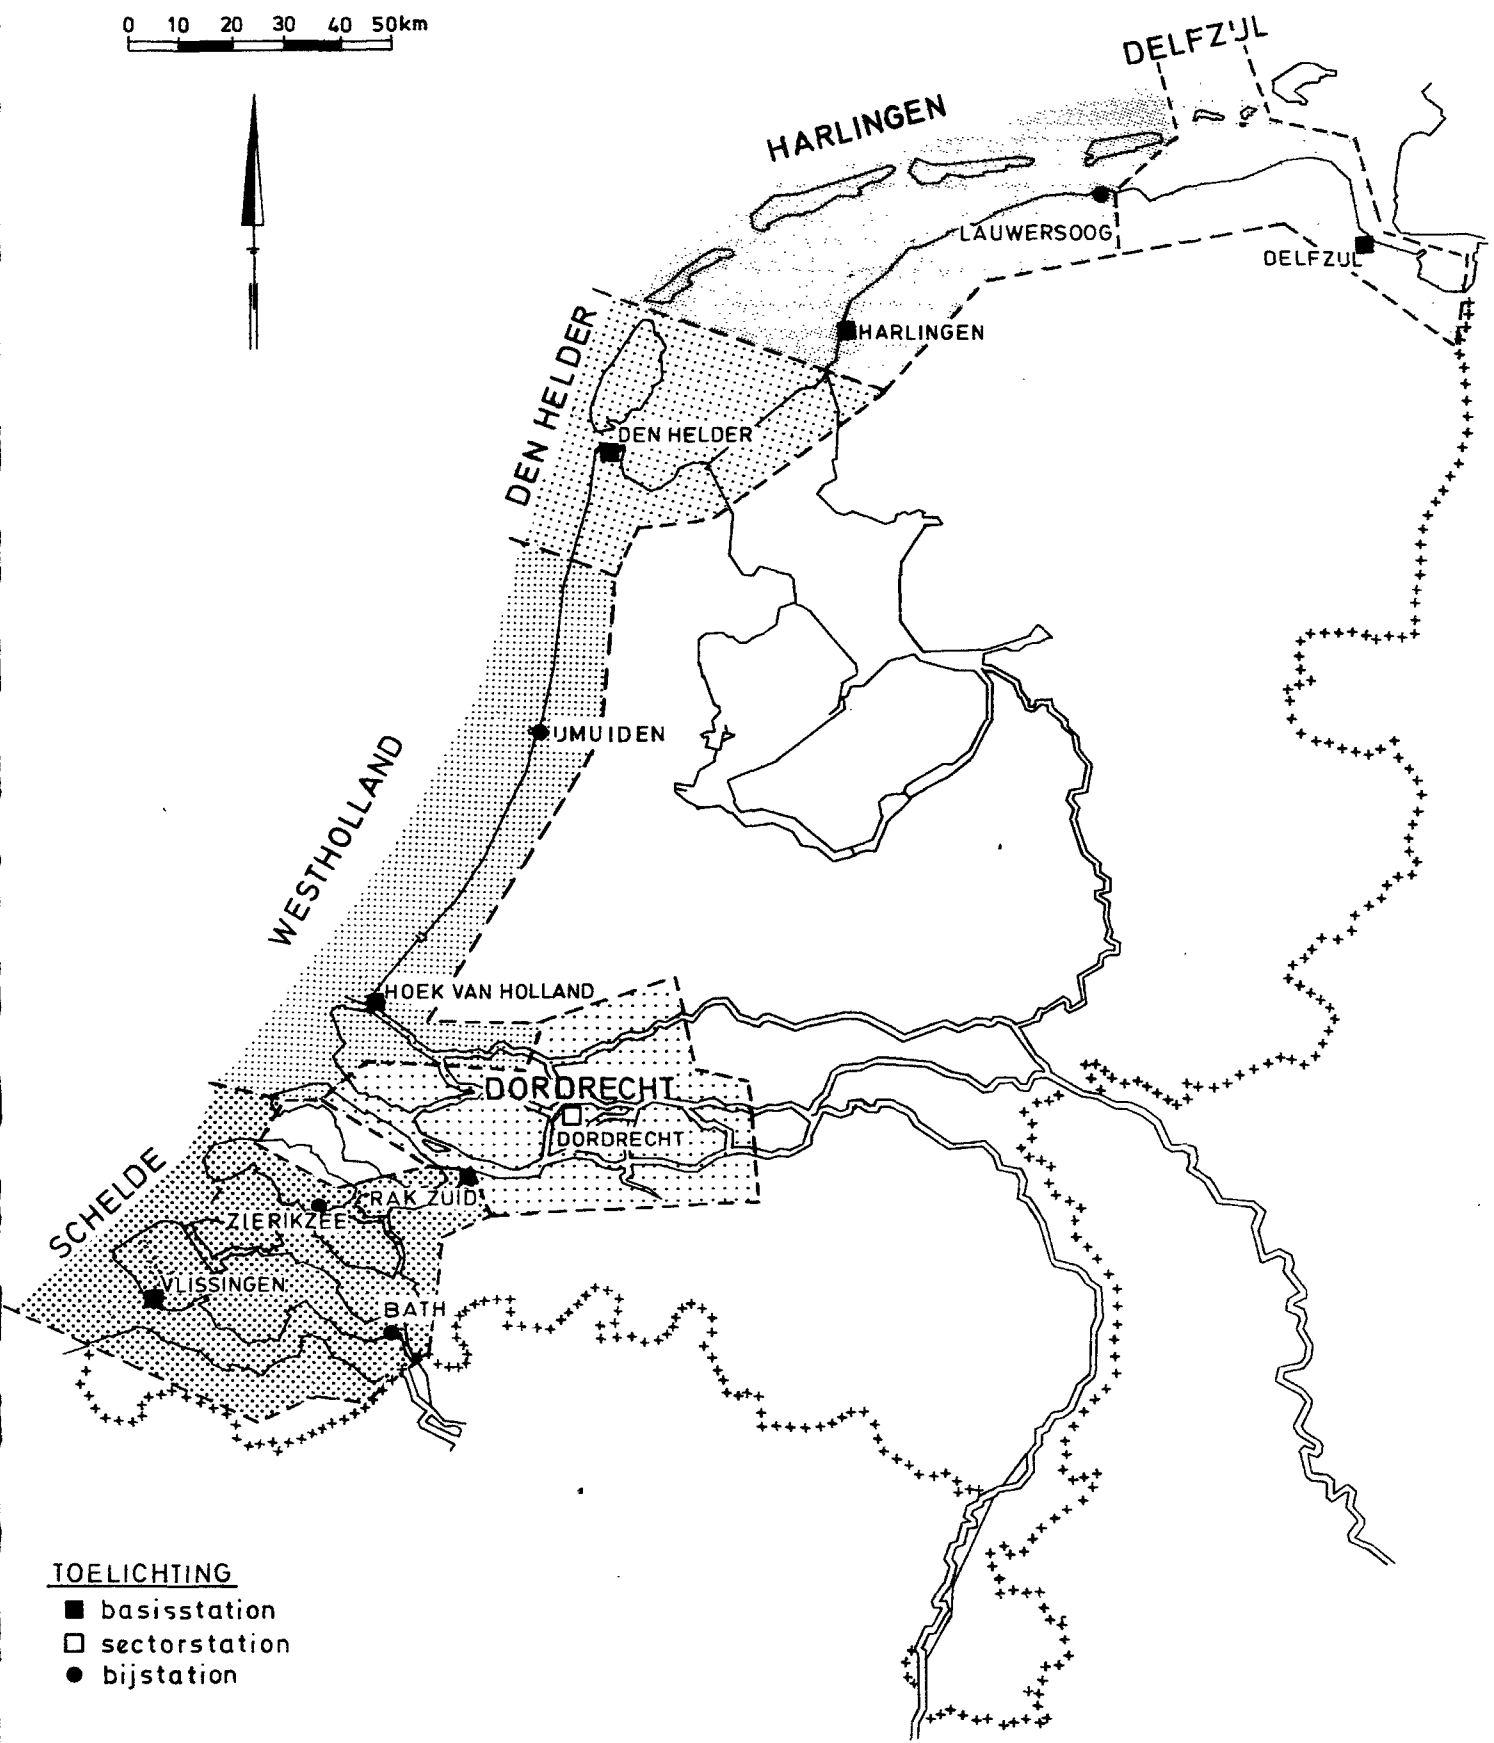 0 10 20 30 40 50km
DELFZIJL
HARLINGEN
LAUWERSOOG
DELFZIJL
HARLINGEN
DEN HELDER
DEN HELDER
IJMUIDEN
WESTHOLLAND
HOEK VAN HOLLAND
DORDRECHT
DORDRECHT
SCHELDE
RAK ZUID
ZIERIKZEE
VLISSINGEN
BATH
TOELICHTING
basisstation
sectorstation
bijstation